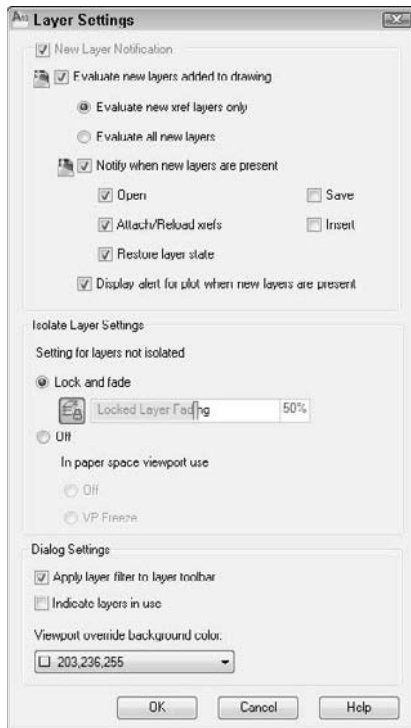 Layer Settings
New Layer Notification
Evaluate new layers added to drawing
Evaluate new xref layers only
Evaluate all new layers
Notify when new layers are present
Open
Save
Attach/Reload xrefs
Insert
Restore layer state
Display alert for plot when new layers are present
Isolate Layer Settings
Setting for layers not isolated
Lock and fade
Locked Layer Fading
50%
Off
In paper space viewport use
Off
VP Freeze
Dialog Settings
Apply layer filter to layer toolbar
Indicate layers in use
Viewport override background color:
203,236,255
OK
Cancel
Help